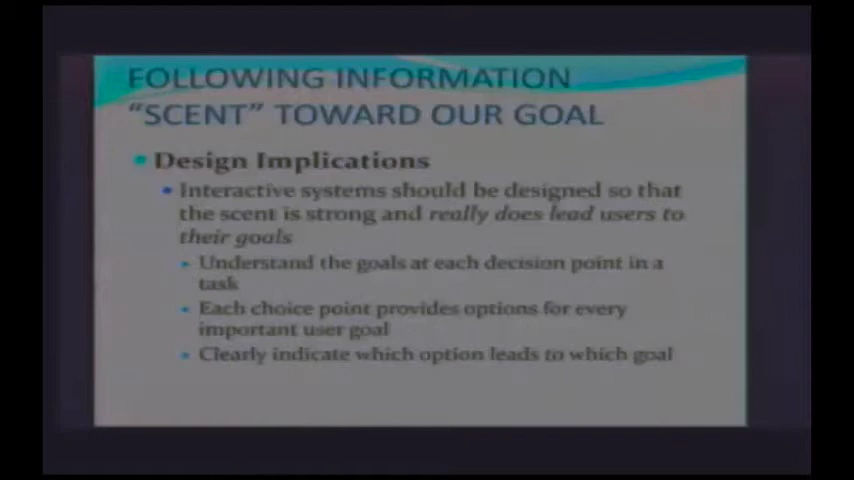 FOLLOWING INFORMATION
“SCENT” TOWARD OUR GOAL
Design Implications
Interactive systems should be designed so that
the scent is strong and really does lead users to
their goals
Understand the goals at each decision point in a
task
Each choice point provides options for every
important user goal
Clearly indicate which option leads to which goal